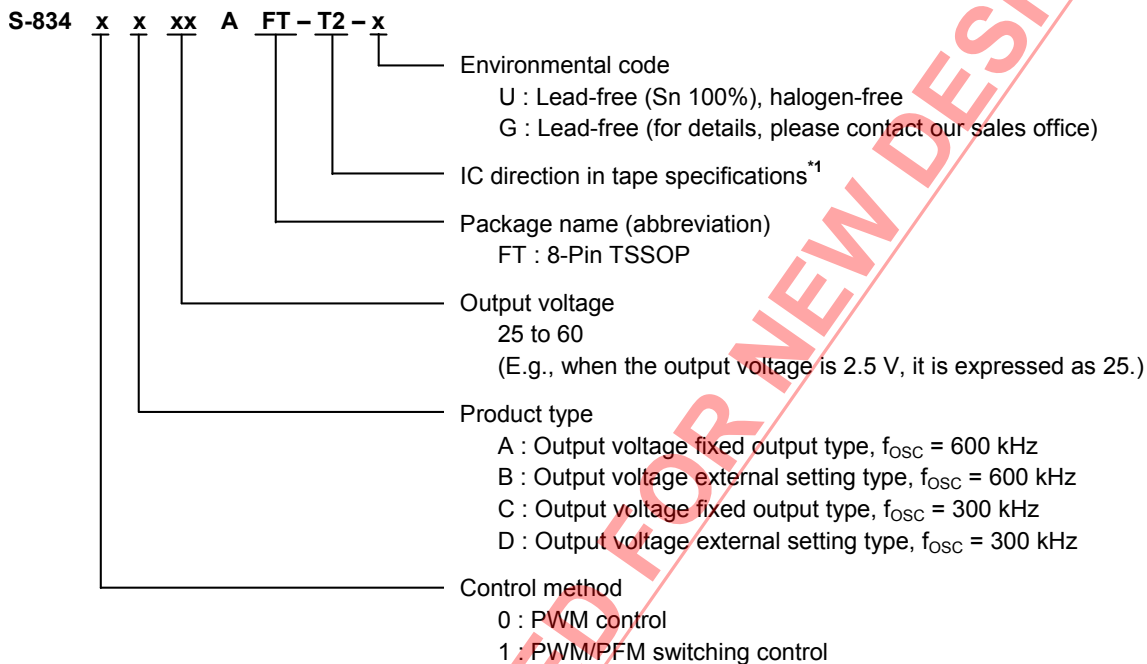 S-834 x x xx A FT – T2 – x
Environmental code
U : Lead-free (Sn 100%), halogen-free
G : Lead-free (for details, please contact our sales office)
IC direction in tape specifications*1
Package name (abbreviation)
FT : 8-Pin TSSOP
Output voltage
25 to 60
(E.g., when the output voltage is 2.5 V, it is expressed as 25.)
Product type
A : Output voltage fixed output type, fOSC = 600 kHz
B : Output voltage external setting type, fOSC = 600 kHz
C : Output voltage fixed output type, fOSC = 300 kHz
D : Output voltage external setting type, fOSC = 300 kHz
Control method
0 : PWM control
1 : PWM/PFM switching control
ED FOR NEW DESI